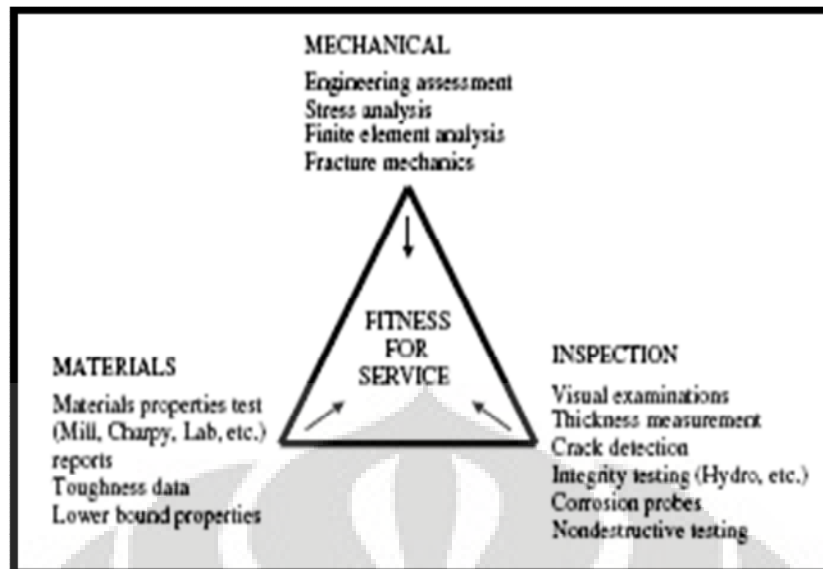 MECHANICAL
Engineering assessment
Stress analysis
Finite element analysis
Fracture mechanics
FITNESS
FOR
SERVICE
MATERIALS
Materials properties test
(Mill, Charpy, Lab, etc.)
reports
Toughness data
Lower bound properties
INSPECTION
Visual examinations
Thickness measurement
Crack detection
Integrity testing (Hydro, etc.)
Corrosion probes
Nondestructive testing